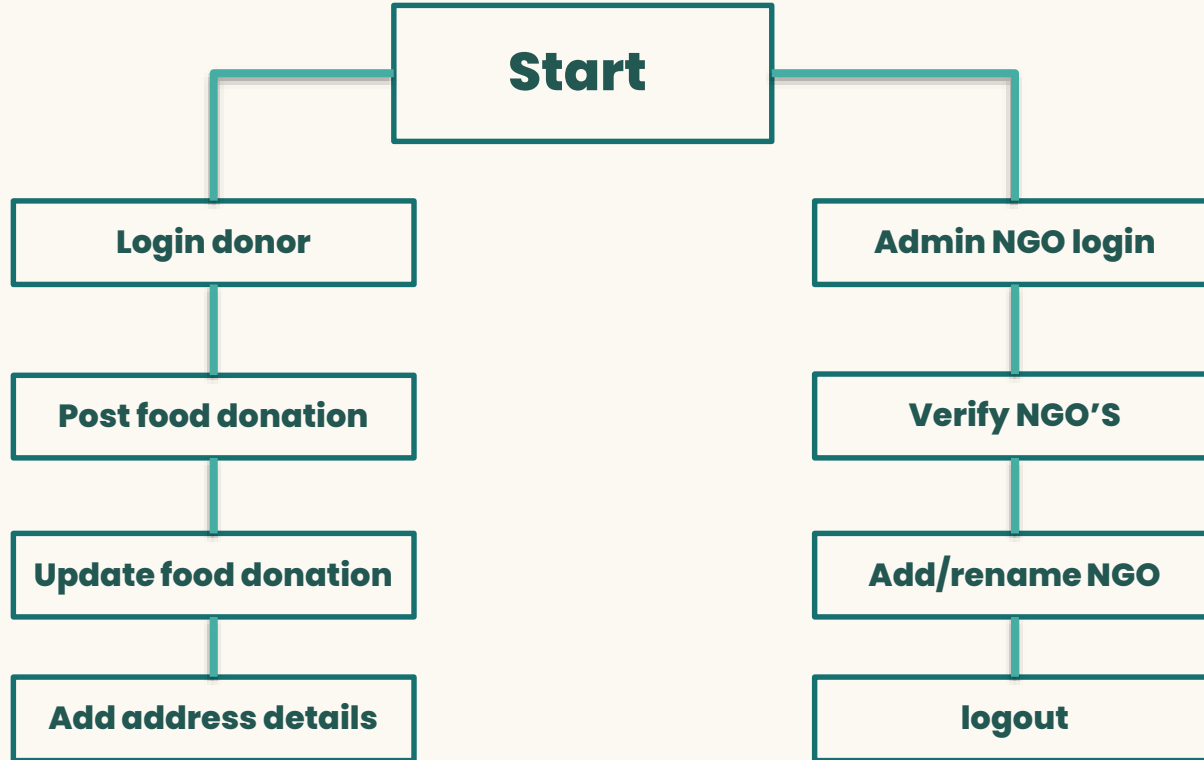 Start
Login donor
Admin NGO login
Post food donation
Verify NGO’S
Update food donation
Add/rename NGO
Add address details
logout